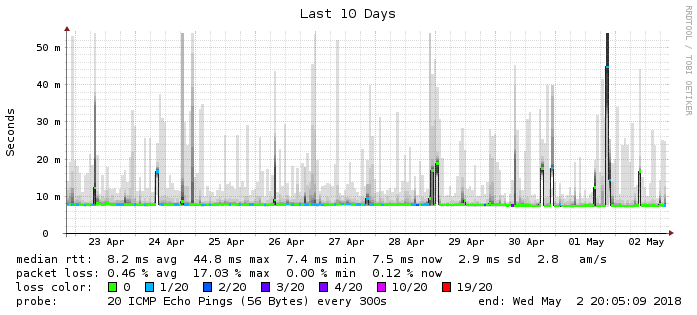 Last 10 Days
RRDTOOL / TOBI OETIKER
Seconds
50 m
40 m
30 m
20 m
10 m
0
23 Apr 24 Apr 25 Apr 26 Apr 27 Apr 28 Apr 29 Apr 30 Apr 01 May 02 May
median rtt: 8.2 ms avg 44.8 ms max 7.4 ms min 7.5 ms now 2.9 ms sd 2.8 am/s
packet loss: 0.46 % avg 17.03 % max 0.00 % min 0.12 % now
loss color: 0 1/20 2/20 3/20 4/20 10/20 19/20
probe: 20 ICMP Echo Pings (56 Bytes) every 300s end: Wed May 2 20:05:09 2018